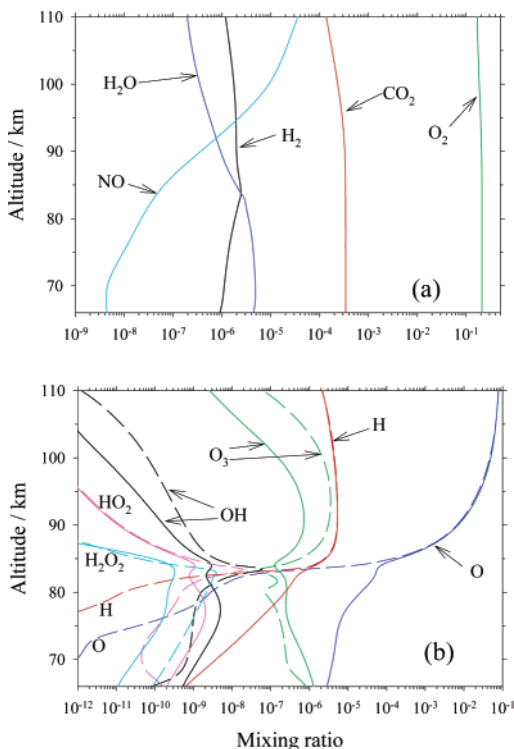 110
100
90
80
70
Altitude / km
H₂O
NO
H₂
CO₂
O₂
(a)
10⁻⁹ 10⁻⁸ 10⁻⁷ 10⁻⁶ 10⁻⁵ 10⁻⁴ 10⁻³ 10⁻² 10⁻¹
110
100
90
80
70
Altitude / km
O₃
H
HO₂
OH
H₂O₂
H
O
O
(b)
10⁻¹² 10⁻¹¹ 10⁻¹⁰ 10⁻⁹ 10⁻⁸ 10⁻⁷ 10⁻⁶ 10⁻⁵ 10⁻⁴ 10⁻³ 10⁻² 10⁻¹
Mixing ratio